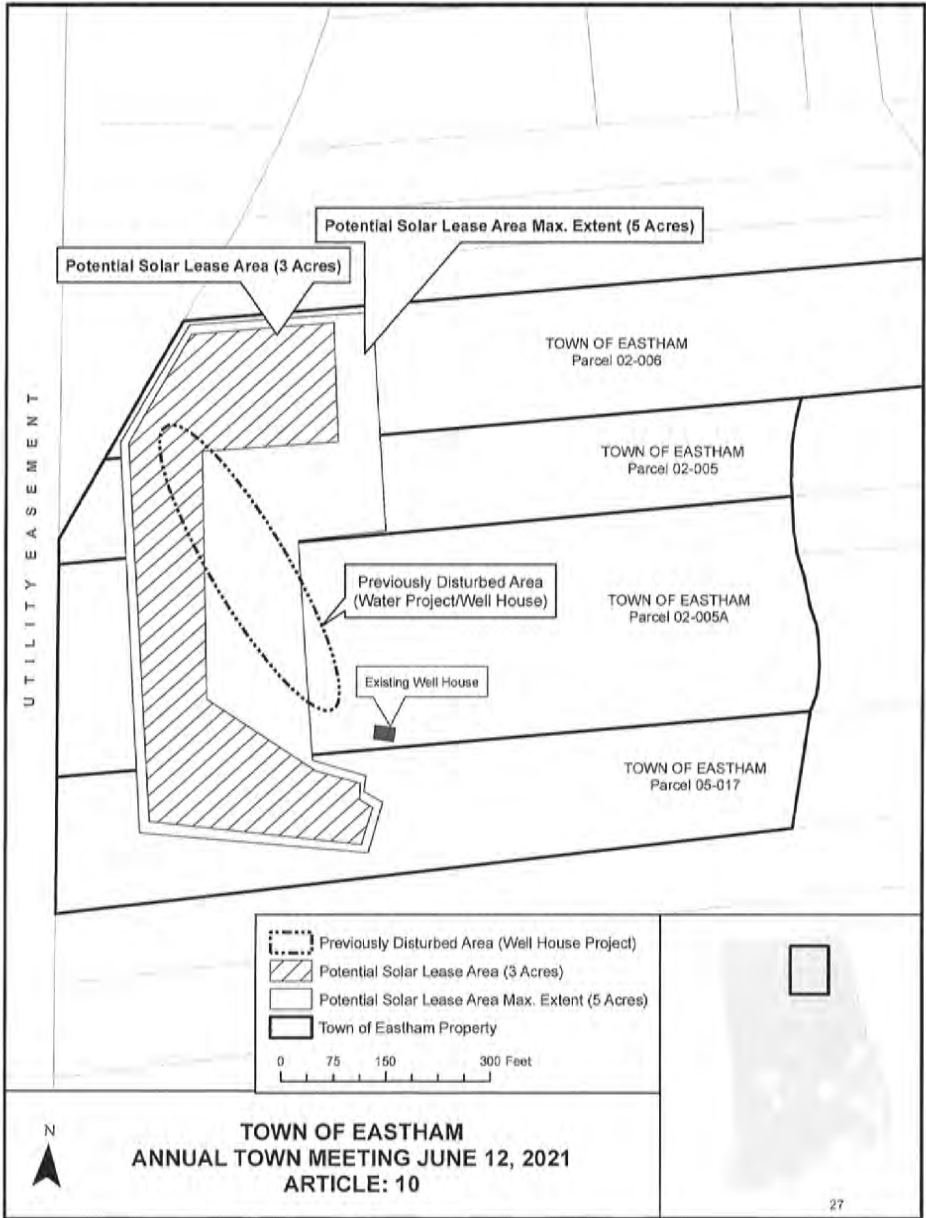 Potential Solar Lease Area Max. Extent (5 Acres)
Potential Solar Lease Area (3 Acres)
TOWN OF EASTHAM
Parcel 02-006
UTILITY EASEMENT
TOWN OF EASTHAM
Parcel 02-005
Previously Disturbed Area
(Water Project/Well House)
TOWN OF EASTHAM
Parcel 02-005A
Existing Well House
TOWN OF EASTHAM
Parcel 05-017
Previously Disturbed Area (Well House Project)
Potential Solar Lease Area (3 Acres)
Potential Solar Lease Area Max. Extent (5 Acres)
Town of Eastham Property
0 75 150 300 Feet
N
TOWN OF EASTHAM
ANNUAL TOWN MEETING JUNE 12, 2021
ARTICLE: 10
27